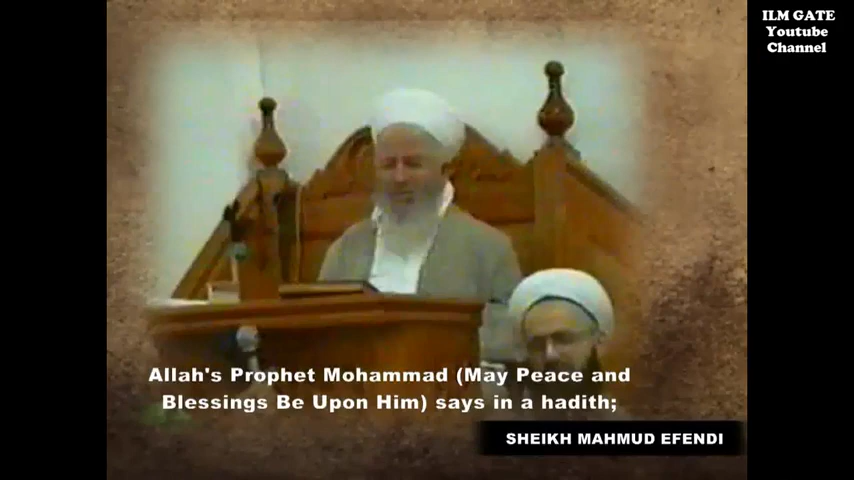 ILM GATE
Youtube
Channel
Allah's Prophet Mohammad (May Peace and
Blessings Be Upon Him) says in a hadith;
SHEIKH MAHMUD EFENDI